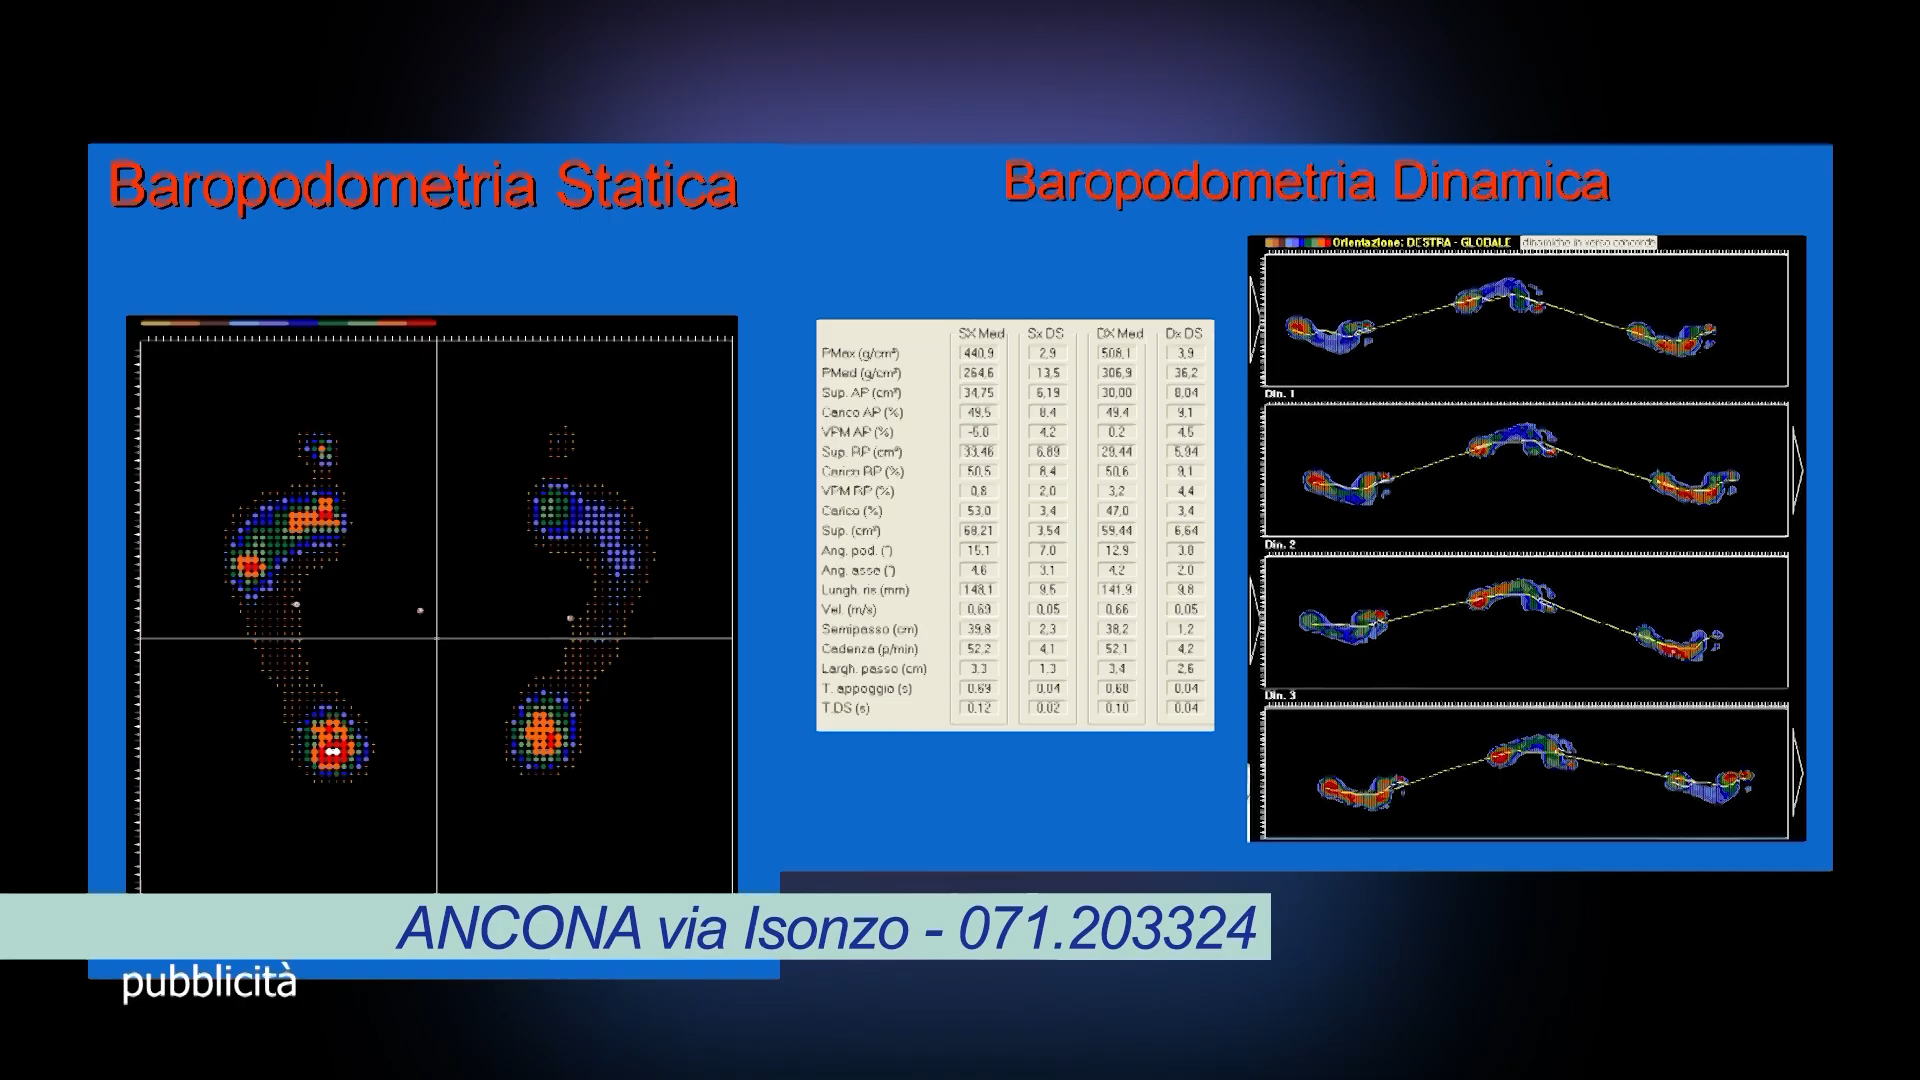 Baropodometria Statica
Baropodometria Dinamica
Orientazione: DESTRA - GLOBALE dinamiche in verso concorde
SX Med Sx DS DX Med Dx DS
PMax (g/cm²) 440,9 2,9 508,1 3,9
PMed (g/cm²) 264,6 13,5 306,9 36,2
Sup. AP (cm²) 34,75 6,19 30,00 8,04
Carico AP (%) 49,5 8,4 49,4 9,1
VPM AP (%) -5,0 4,2 0,2 4,5
Sup. RP (cm²) 33,46 6,89 29,44 5,94
Carico RP (%) 50,5 8,4 50,6 9,1
VPM RP (%) 0,8 2,0 3,2 4,4
Carico (%) 53,0 3,4 47,0 3,4
Sup. (cm²) 68,21 3,54 59,44 6,64
Ang. pod. (°) 15,1 7,0 12,9 3,8
Ang. asse (°) 4,6 3,1 4,2 2,0
Lungh. ris (mm) 148,1 9,5 141,9 9,8
Vel. (m/s) 0,69 0,05 0,66 0,05
Semipasso (cm) 39,8 2,3 38,2 1,2
Cadenza (p/min) 52,2 4,1 52,1 4,2
Largh. passo (cm) 3,3 1,3 3,4 2,6
T. appoggio (s) 0,69 0,04 0,68 0,04
T.DS (s) 0,12 0,02 0,10 0,04
Din. 1
Din. 2
Din. 3
ANCONA via Isonzo - 071.203324
pubblicità